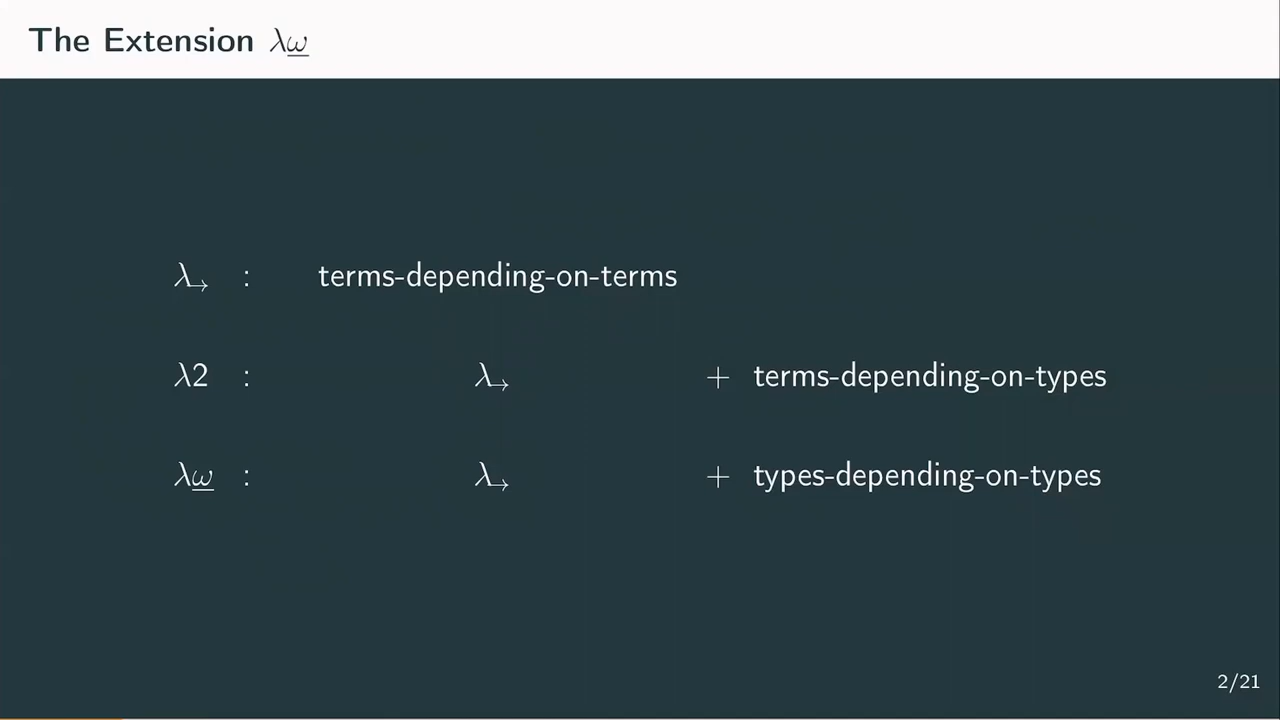 The Extension λω̲
λ→ : terms-depending-on-terms
λ2 : λ→ + terms-depending-on-types
λω̲ : λ→ + types-depending-on-types
2/21